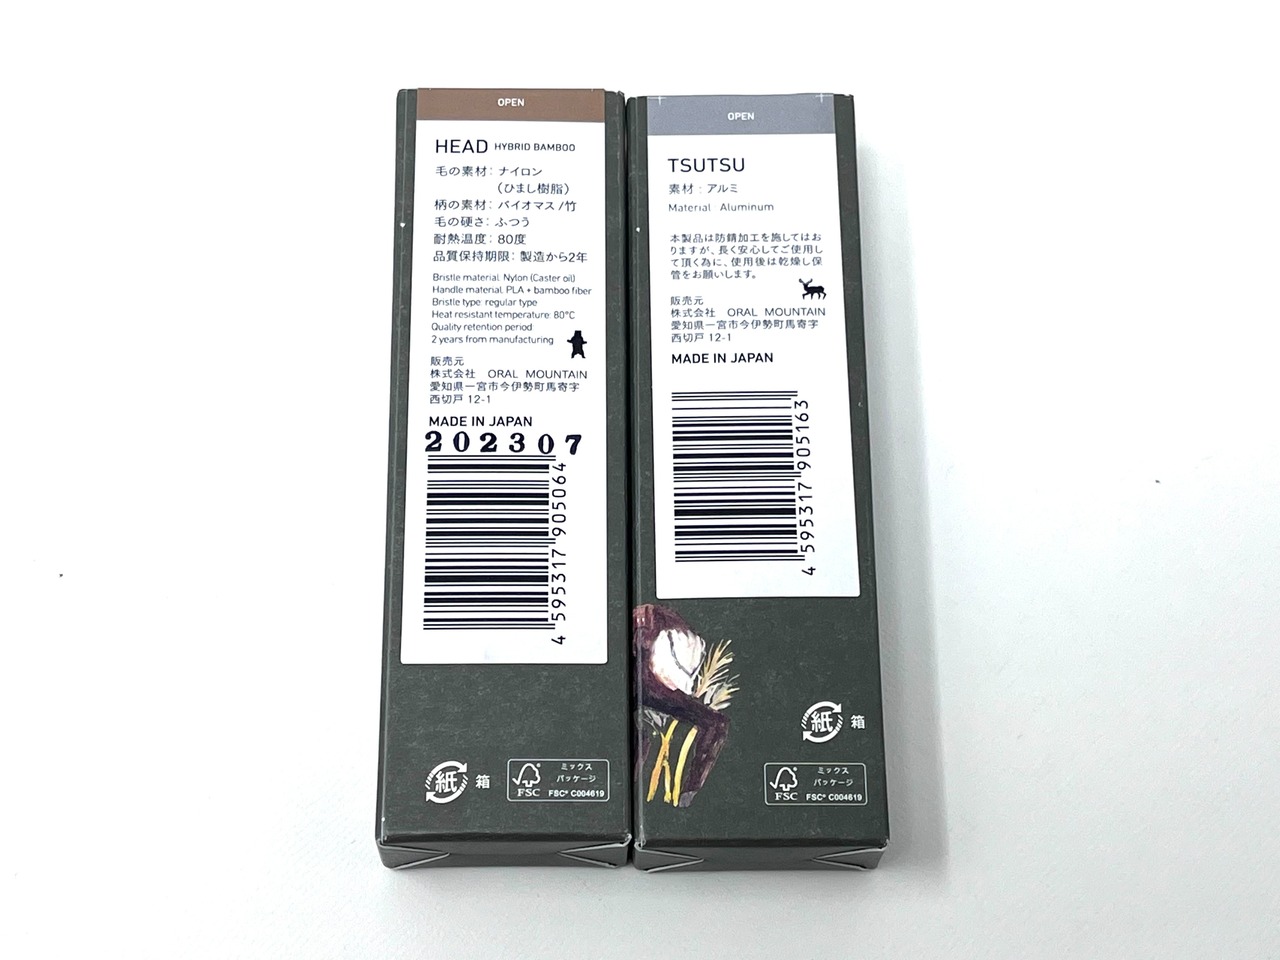 OPEN
HEAD HYBRID BAMBOO
毛の素材：ナイロン
（ひまし樹脂）
柄の素材：バイオマス/竹
毛の硬さ：ふつう
耐熱温度：80度
品質保持期限：製造から2年
Bristle material: Nylon (Caster oil)
Handle material: PLA + bamboo fiber
Bristle type: regular type
Heat resistant temperature: 80°C
Quality retention period
2 years from manufacturing
販売元
株式会社　ORAL MOUNTAIN
愛知県一宮市今伊勢町馬寄字
西切戸 12-1
MADE IN JAPAN
202307
4 595317 905064
紙 箱
FSC
ミックス
パッケージ
FSC® C004619
OPEN
TSUTSU
素材：アルミ
Material Aluminum
本製品は防錆加工を施してはお
りますが、長く安心してご使用し
て頂く為に、使用後は乾燥し保
管をお願いします。
販売元
株式会社　ORAL MOUNTAIN
愛知県一宮市今伊勢町馬寄字
西切戸 12-1
MADE IN JAPAN
4 595317 905163
紙 箱
FSC
ミックス
パッケージ
FSC® C004619